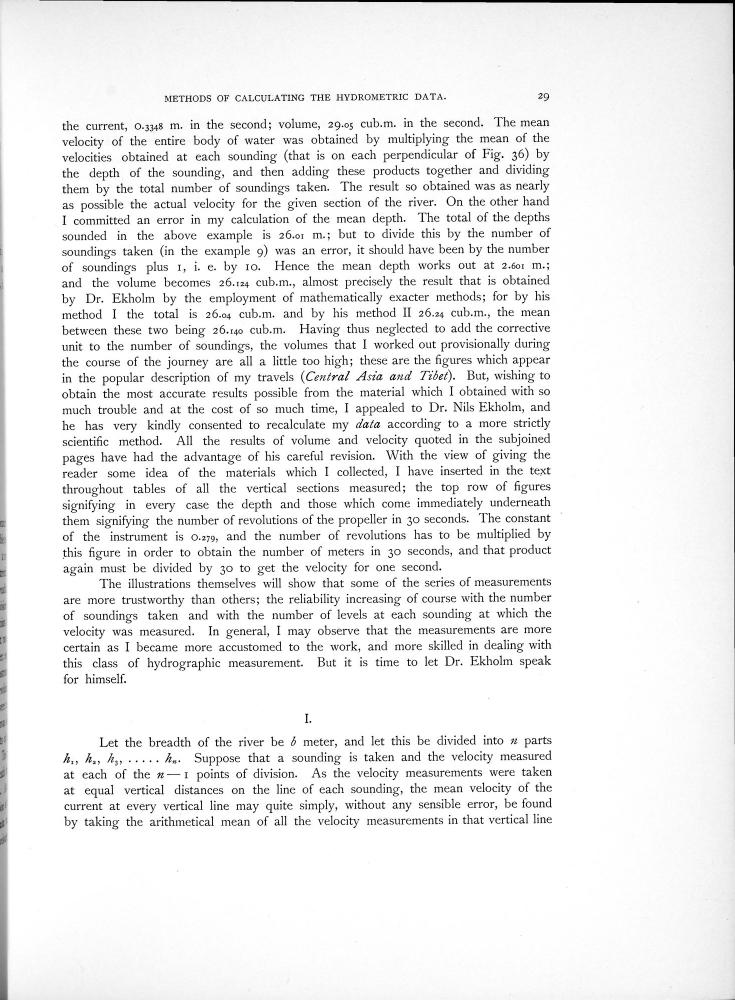 METHODS OF CALCULATING THE HYDROMETRIC DATA. 29
the current, 0.3348 m. in the second; volume, 29.05 cub.m. in the second. The mean
velocity of the entire body of water was obtained by multiplying the mean of the
velocities obtained at each sounding (that is on each perpendicular of Fig. 36) by
the depth of the sounding, and then adding these products together and dividing
them by the total number of soundings taken. The result so obtained was as nearly
as possible the actual velocity for the given section of the river. On the other hand
I committed an error in my calculation of the mean depth. The total of the depths
sounded in the above example is 26.01 m.; but to divide this by the number of
soundings taken (in the example 9) was an error, it should have been by the number
of soundings plus 1, i. e. by 10. Hence the mean depth works out at 2.601 m.;
and the volume becomes 26.124 cub.m., almost precisely the result that is obtained
by Dr. Ekholm by the employment of mathematically exacter methods; for by his
method I the total is 26.04 cub.m. and by his method II 26.24 cub.m., the mean
between these two being 26.140 cub.m. Having thus neglected to add the corrective
unit to the number of soundings, the volumes that I worked out provisionally during
the course of the journey are all a little too high; these are the figures which appear
in the popular description of my travels (Central Asia and Tibet). But, wishing to
obtain the most accurate results possible from the material which I obtained with so
much trouble and at the cost of so much time, I appealed to Dr. Nils Ekholm, and
he has very kindly consented to recalculate my data according to a more strictly
scientific method. All the results of volume and velocity quoted in the subjoined
pages have had the advantage of his careful revision. With the view of giving the
reader some idea of the materials which I collected, I have inserted in the text
throughout tables of all the vertical sections measured; the top row of figures
signifying in every case the depth and those which come immediately underneath
them signifying the number of revolutions of the propeller in 30 seconds. The constant
of the instrument is 0.279, and the number of revolutions has to be multiplied by
this figure in order to obtain the number of meters in 30 seconds, and that product
again must be divided by 30 to get the velocity for one second.
The illustrations themselves will show that some of the series of measurements
are more trustworthy than others; the reliability increasing of course with the number
of soundings taken and with the number of levels at each sounding at which the
velocity was measured. In general, I may observe that the measurements are more
certain as I became more accustomed to the work, and more skilled in dealing with
this class of hydrographic measurement. But it is time to let Dr. Ekholm speak
for himself.
I.
Let the breadth of the river be b meter, and let this be divided into n parts
h₁, h₂, h₃, ..... hₙ. Suppose that a sounding is taken and the velocity measured
at each of the n — 1 points of division. As the velocity measurements were taken
at equal vertical distances on the line of each sounding, the mean velocity of the
current at every vertical line may quite simply, without any sensible error, be found
by taking the arithmetical mean of all the velocity measurements in that vertical line